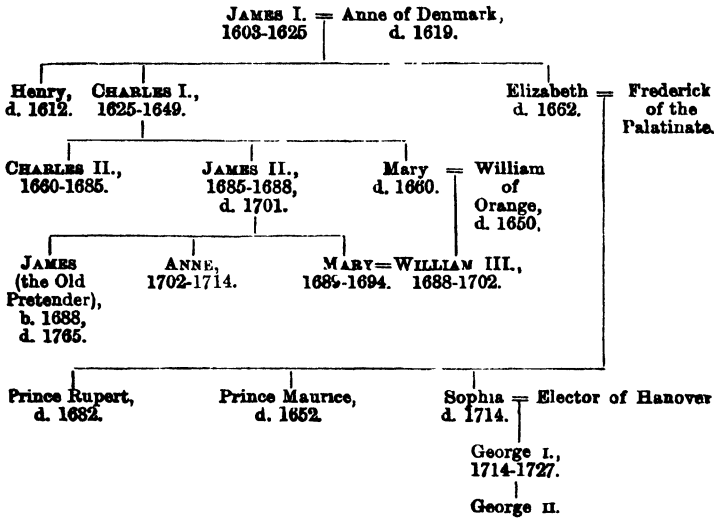 JAMES I. = Anne of Denmark,
1603-1625 d. 1619.
Henry, CHARLES I., Elizabeth = Frederick
d. 1612. 1625-1649. d. 1662. of the
Palatinate.
CHARLES II., JAMES II., Mary = William
1660-1685. 1685-1688, d. 1660. of
d. 1701. Orange,
d. 1650,
JAMES ANNE, MARY=WILLIAM III.,
(the Old 1702-1714. 1689-1694. 1688-1702.
Pretender),
b. 1688,
d. 1765.
Prince Rupert, Prince Maurice, Sophia = Elector of Hanover
d. 1682. d. 1652 d. 1714.
George I.,
1714-1727.
George II.